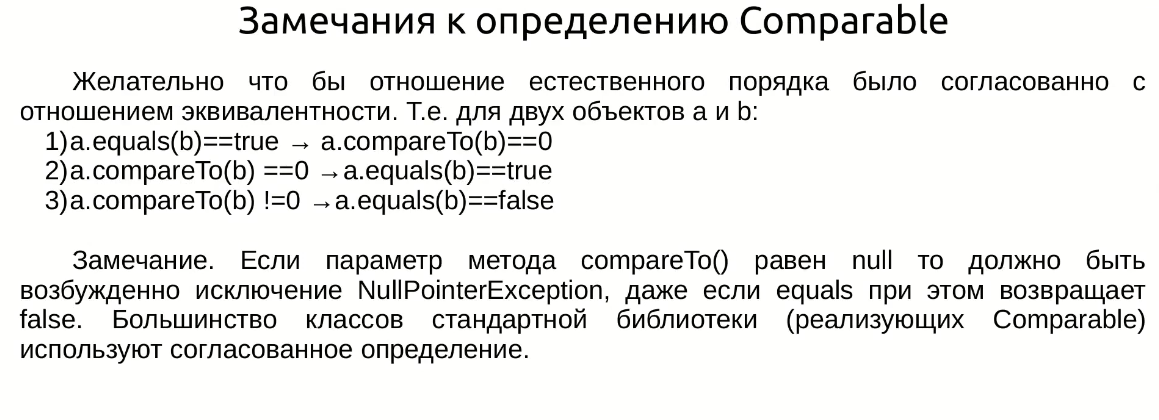 Замечания к определению Comparable
Желательно что бы отношение естественного порядка было согласованно с
отношением эквивалентности. Т.е. для двух объектов a и b:
1)a.equals(b)==true → a.compareTo(b)==0
2)a.compareTo(b) ==0 →a.equals(b)==true
3)a.compareTo(b) !=0 →a.equals(b)==false
Замечание. Если параметр метода compareTo() равен null то должно быть
возбужденно исключение NullPointerException, даже если equals при этом возвращает
false. Большинство классов стандартной библиотеки (реализующих Comparable)
используют согласованное определение.